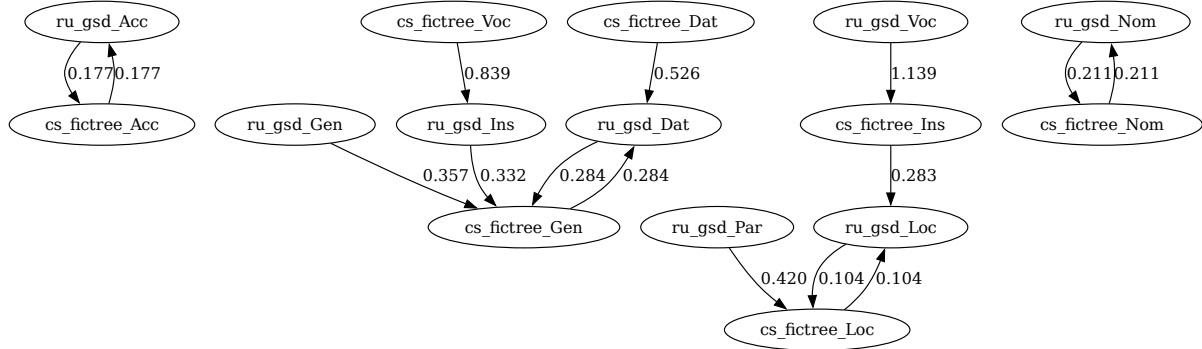 ru_gsd_Acc
cs_fictree_Voc
cs_fictree_Dat
ru_gsd_Voc
ru_gsd_Nom
0.177
0.177
0.839
0.526
1.139
0.211
0.211
cs_fictree_Acc
ru_gsd_Gen
ru_gsd_Ins
ru_gsd_Dat
cs_fictree_Ins
cs_fictree_Nom
0.357
0.332
0.284
0.284
0.283
cs_fictree_Gen
ru_gsd_Par
ru_gsd_Loc
0.420
0.104
0.104
cs_fictree_Loc